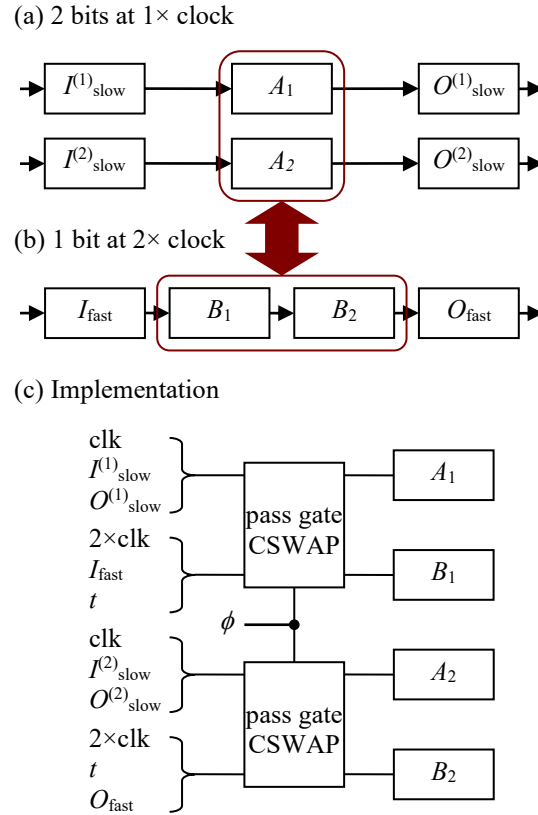 (a) 2 bits at 1× clock
I⁽¹⁾slow A₁ O⁽¹⁾slow
I⁽²⁾slow A₂ O⁽²⁾slow
(b) 1 bit at 2× clock
Ifast B₁ B₂ Ofast
(c) Implementation
clk
I⁽¹⁾slow
O⁽¹⁾slow
2×clk
Ifast
t
pass gate
CSWAP
A₁
B₁
ϕ
clk
I⁽²⁾slow
O⁽²⁾slow
2×clk
t
Ofast
pass gate
CSWAP
A₂
B₂